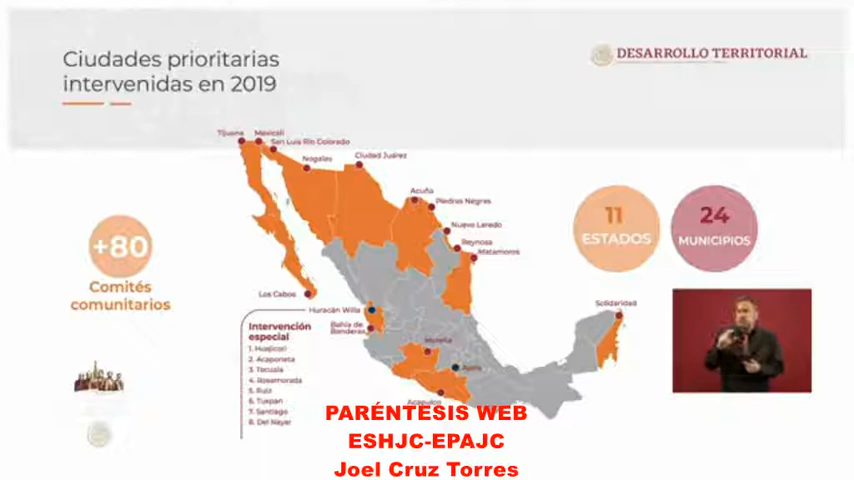 Ciudades prioritarias
intervenidas en 2019
DESARROLLO TERRITORIAL
Tijuana
Mexicali
San Luis Río Colorado
Nogales
Ciudad Juárez
Acuña
Piedras Negras
Nuevo Laredo
Reynosa
Matamoros
11
ESTADOS
24
MUNICIPIOS
+80
Comités
comunitarios
Los Cabos
Huracán Willa
Bahía de
Banderas
Solidaridad
Intervención
especial
1. Huajicori
2. Acaponeta
3. Tecuala
4. Rosamorada
5. Ruiz
6. Tuxpan
7. Santiago
8. Del Nayar
Morelia
Acapulco
PARÉNTESIS WEB
ESHJC-EPAJC
Joel Cruz Torres